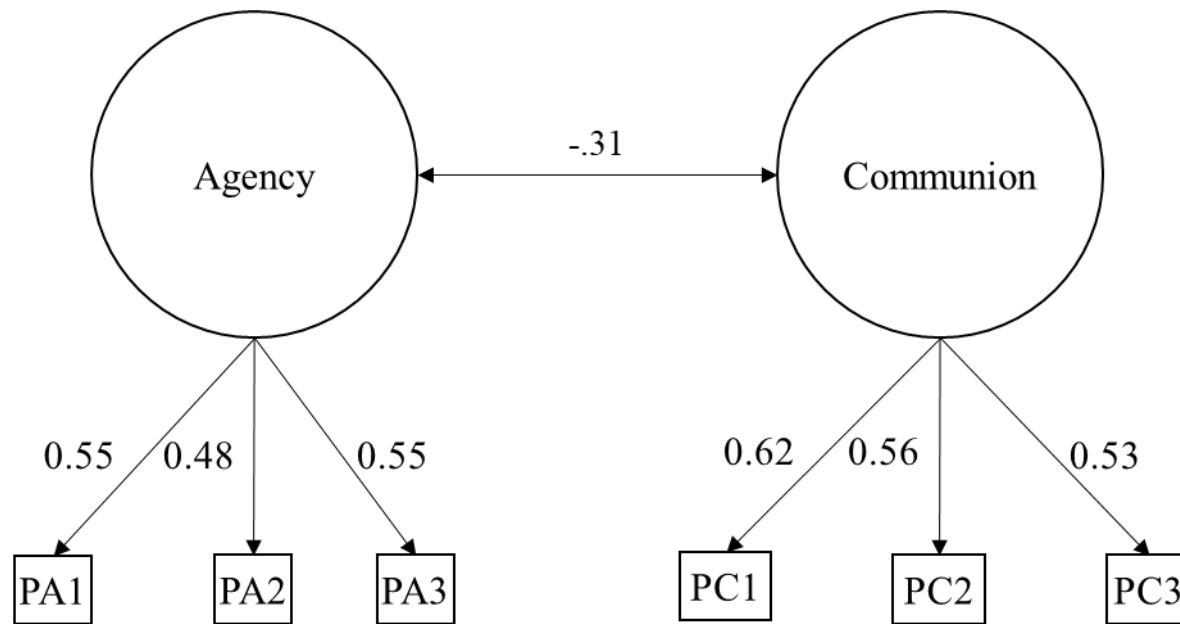 -.31
Agency
Communion
0.55
0.48
0.55
0.62
0.56
0.53
PA1
PA2
PA3
PC1
PC2
PC3